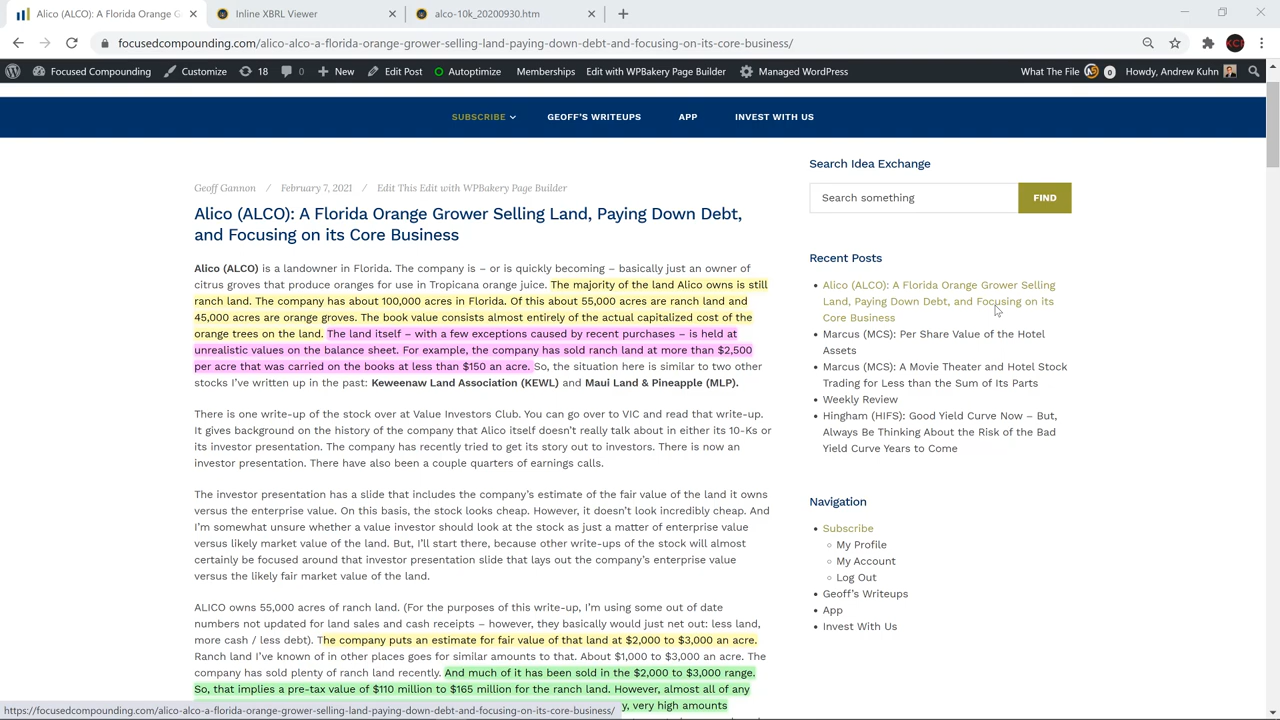 Alico (ALCO): A Florida Orange G
Inline XBRL Viewer
alco-10k_20200930.htm
focusedcompounding.com/alico-alco-a-florida-orange-grower-selling-land-paying-down-debt-and-focusing-on-its-core-business/
Focused Compounding
Customize
18
0
New
Edit Post
Autoptimize
Memberships
Edit with WPBakery Page Builder
Managed WordPress
What The File
0
Howdy, Andrew Kuhn
SUBSCRIBE
GEOFF'S WRITEUPS
APP
INVEST WITH US
Geoff Gannon / February 7, 2021 / Edit This Edit with WPBakery Page Builder
Alico (ALCO): A Florida Orange Grower Selling Land, Paying Down Debt,
and Focusing on its Core Business
Alico (ALCO) is a landowner in Florida. The company is – or is quickly becoming – basically just an owner of
citrus groves that produce oranges for use in Tropicana orange juice. The majority of the land Alico owns is still
ranch land. The company has about 100,000 acres in Florida. Of this about 55,000 acres are ranch land and
45,000 acres are orange groves. The book value consists almost entirely of the actual capitalized cost of the
orange trees on the land. The land itself – with a few exceptions caused by recent purchases – is held at
unrealistic values on the balance sheet. For example, the company has sold ranch land at more than $2,500
per acre that was carried on the books at less than $150 an acre. So, the situation here is similar to two other
stocks I've written up in the past: Keweenaw Land Association (KEWL) and Maui Land & Pineapple (MLP).
There is one write-up of the stock over at Value Investors Club. You can go over to VIC and read that write-up.
It gives background on the history of the company that Alico itself doesn't really talk about in either its 10-Ks or
its investor presentation. The company has recently tried to get its story out to investors. There is now an
investor presentation. There have also been a couple quarters of earnings calls.
The investor presentation has a slide that includes the company's estimate of the fair value of the land it owns
versus the enterprise value. On this basis, the stock looks cheap. However, it doesn't look incredibly cheap. And
I'm somewhat unsure whether a value investor should look at the stock as just a matter of enterprise value
versus likely market value of the land. But, I'll start there, because other write-ups of the stock will almost
certainly be focused around that investor presentation slide that lays out the company's enterprise value
versus the likely fair market value of the land.
ALICO owns 55,000 acres of ranch land. (For the purposes of this write-up, I'm using some out of date
numbers not updated for land sales and cash receipts – however, they basically would just net out: less land,
more cash / less debt). The company puts an estimate for fair value of that land at $2,000 to $3,000 an acre.
Ranch land I've known of in other places goes for similar amounts to that. About $1,000 to $3,000 an acre. The
company has sold plenty of ranch land recently. And much of it has been sold in the $2,000 to $3,000 range.
So, that implies a pre-tax value of $110 million to $165 million for the ranch land. However, almost all of any
y, very high amounts
https://focusedcompounding.com/alico-alco-a-florida-orange-grower-selling-land-paying-down-debt-and-focusing-on-its-core-business/
Search Idea Exchange
Search something
FIND
Recent Posts
Alico (ALCO): A Florida Orange Grower Selling
Land, Paying Down Debt, and Focusing on its
Core Business
Marcus (MCS): Per Share Value of the Hotel
Assets
Marcus (MCS): A Movie Theater and Hotel Stock
Trading for Less than the Sum of Its Parts
Weekly Review
Hingham (HIFS): Good Yield Curve Now – But,
Always Be Thinking About the Risk of the Bad
Yield Curve Years to Come
Navigation
Subscribe
My Profile
My Account
Log Out
Geoff's Writeups
App
Invest With Us